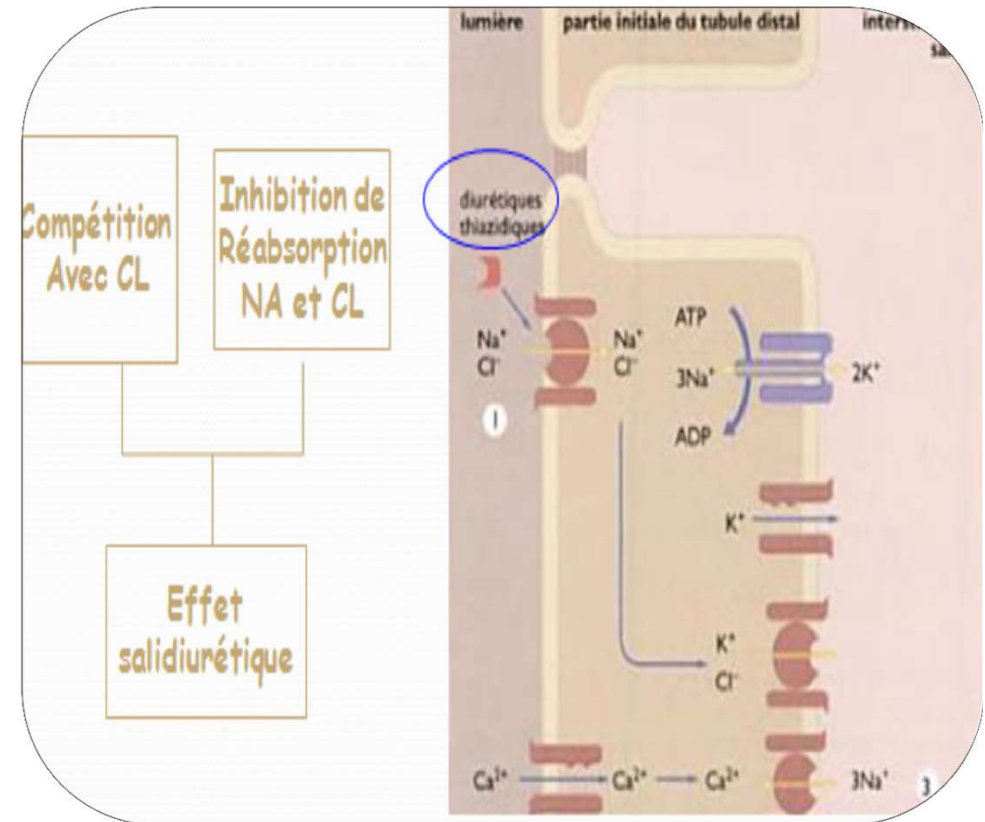 Compétition
Avec CL
Inhibition de
Réabsorption
NA et CL
Effet
salidiurétique
lumière
partie initiale du tubule distal
diurétiques
thiazidiques
Na⁺
Cl⁻
Na⁺
Cl⁻
1
ATP
3Na⁺
2K⁺
ADP
K⁺
K⁺
Cl⁻
Ca²⁺
Ca²⁺
Ca²⁺
3Na⁺
3